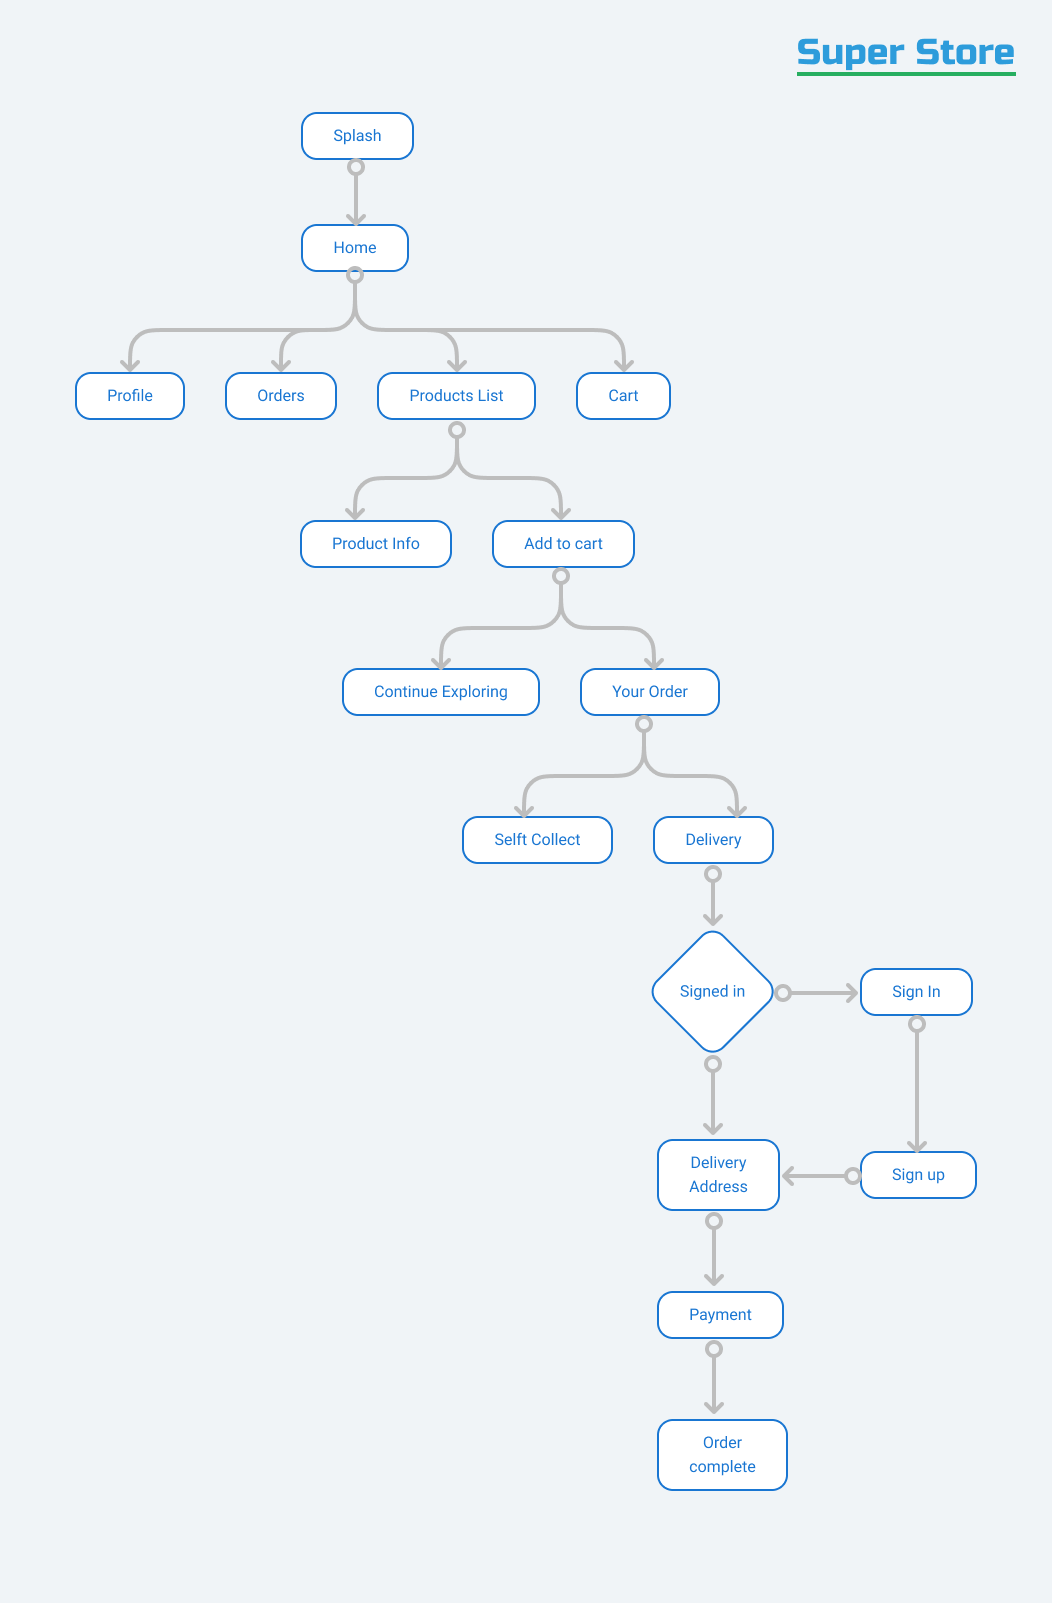 Super Store
Splash
Home
Profile
Orders
Products List
Cart
Product Info
Add to cart
Continue Exploring
Your Order
Selft Collect
Delivery
Signed in
Sign In
Delivery
Address
Sign up
Payment
Order
complete